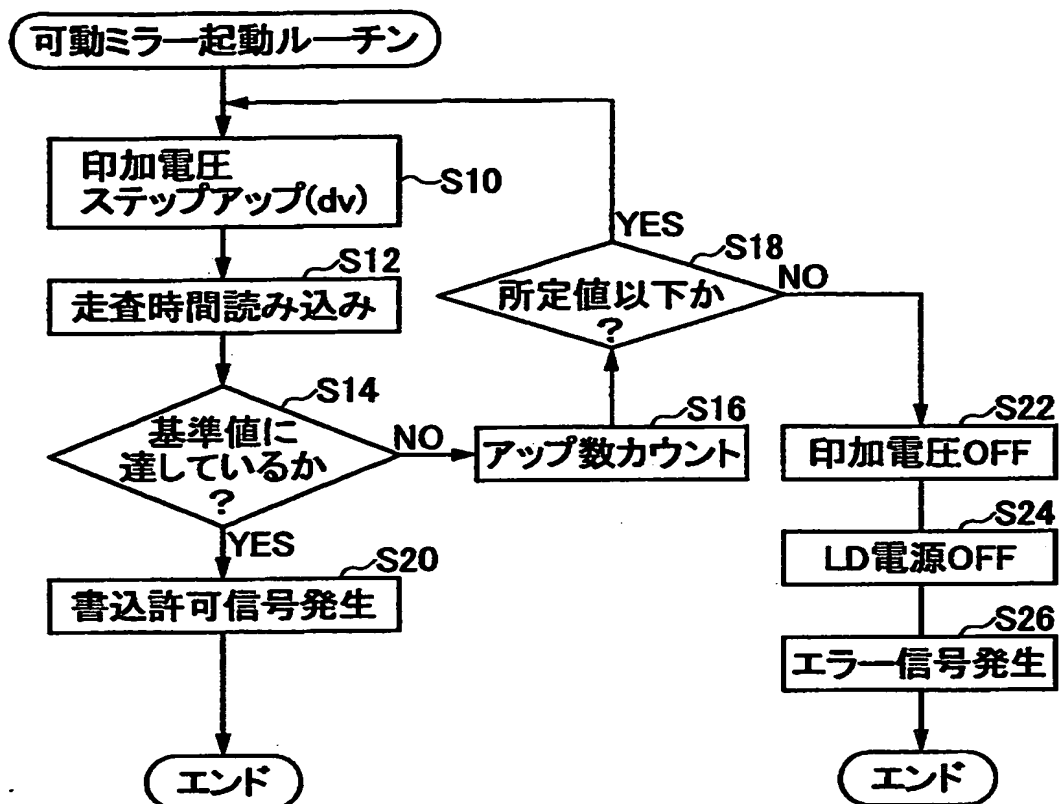 可動ミラー起動ルーチン
印加電圧
ステップアップ(dv)
S10
S12
走査時間読み込み
S14
基準値に
達しているか
?
NO
YES
S16
アップ数カウント
S18
所定値以下か
?
YES
NO
S20
書込許可信号発生
エンド
S22
印加電圧OFF
S24
LD電源OFF
S26
エラー信号発生
エンド